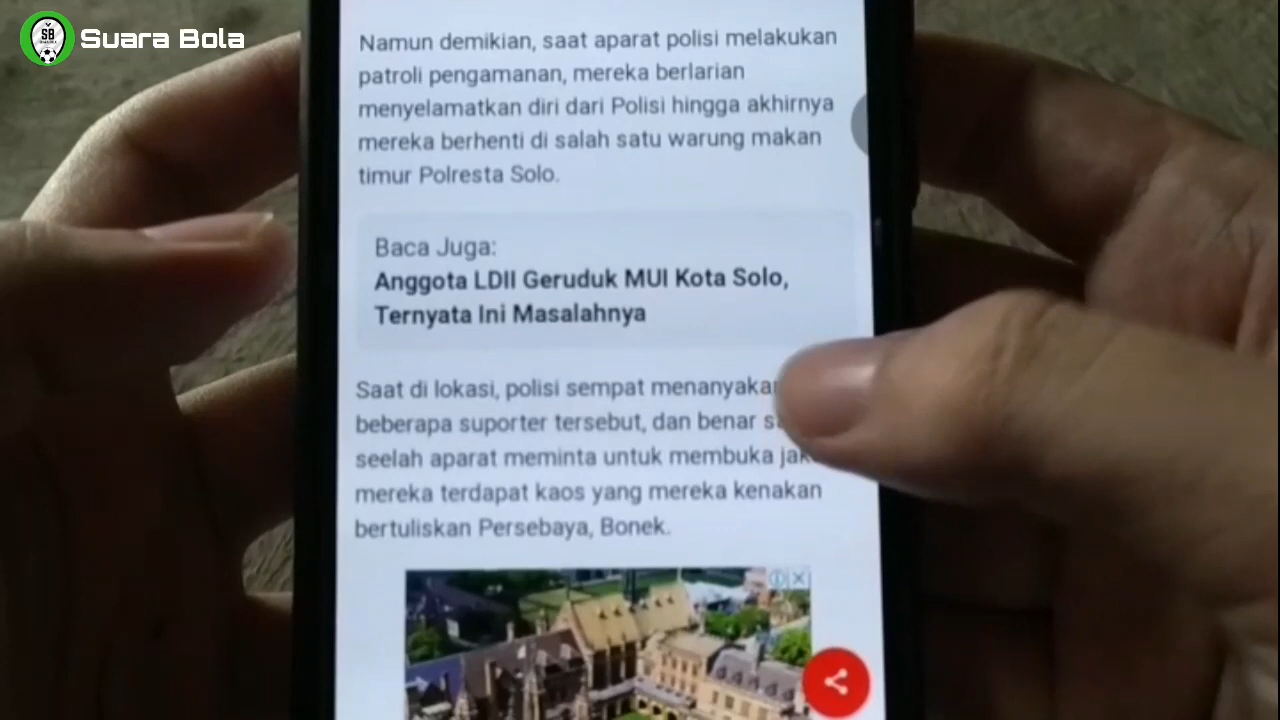 SB
Suara Bola
Namun demikian, saat aparat polisi melakukan
patroli pengamanan, mereka berlarian
menyelamatkan diri dari Polisi hingga akhirnya
mereka berhenti di salah satu warung makan
timur Polresta Solo.
Baca Juga:
Anggota LDII Geruduk MUI Kota Solo,
Ternyata Ini Masalahnya
Saat di lokasi, polisi sempat menanyakan
beberapa suporter tersebut, dan benar
seelah aparat meminta untuk membuka
mereka terdapat kaos yang mereka kenakan
bertuliskan Persebaya, Bonek.